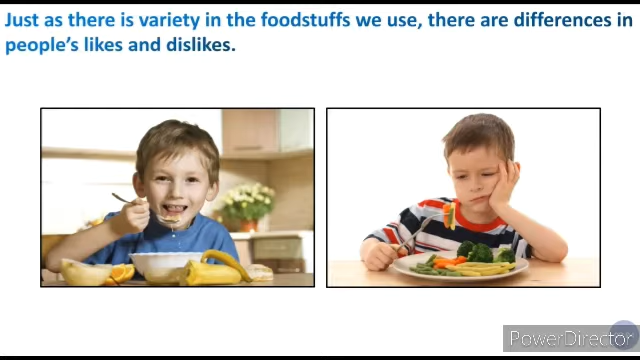 Just as there is variety in the foodstuffs we use, there are differences in
people's likes and dislikes.
PowerDirector